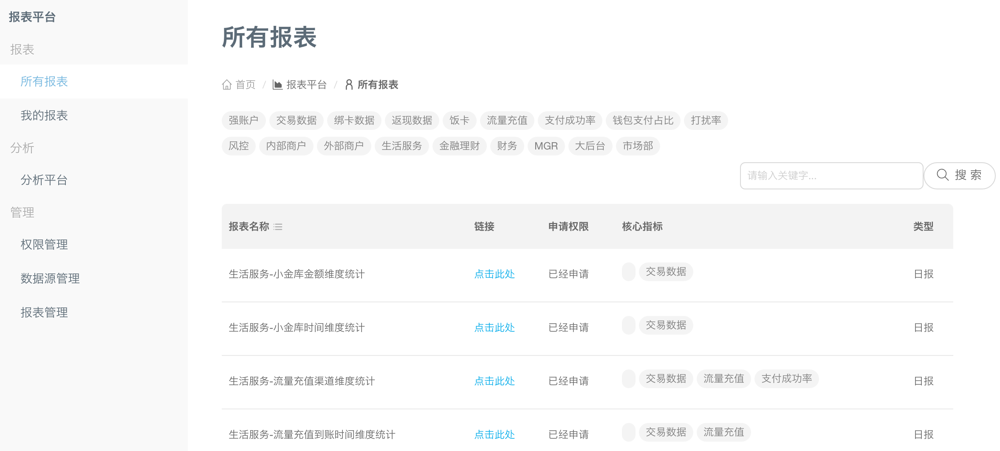 报表平台
报表
所有报表
我的报表
分析
分析平台
管理
权限管理
数据源管理
报表管理
所有报表
首页 / 报表平台 / 所有报表
强账户 交易数据 绑卡数据 返现数据 饭卡 流量充值 支付成功率 钱包支付占比 打扰率
风控 内部商户 外部商户 生活服务 金融理财 财务 MGR 大后台 市场部
请输入关键字... 搜 索
报表名称 链接 申请权限 核心指标 类型
生活服务-小金库金额维度统计 点击此处 已经申请 交易数据 日报
生活服务-小金库时间维度统计 点击此处 已经申请 交易数据 日报
生活服务-流量充值渠道维度统计 点击此处 已经申请 交易数据 流量充值 支付成功率 日报
生活服务-流量充值到账时间维度统计 点击此处 已经申请 交易数据 流量充值 日报